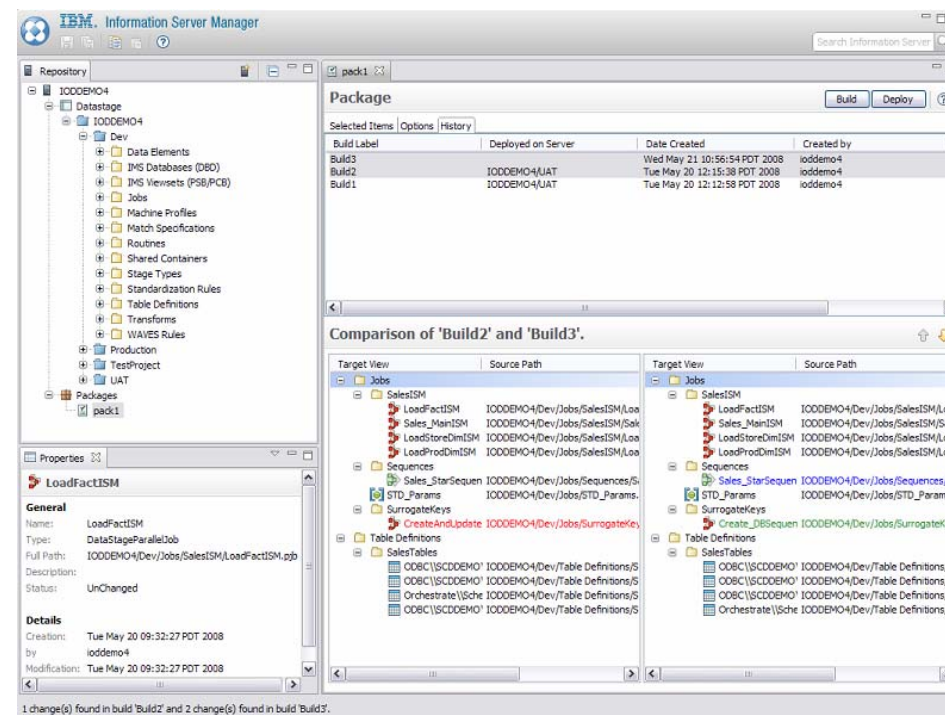 IBM. Information Server Manager
Search Information Server
Repository
IODDEMO4
Datastage
IODDEMO4
Dev
Data Elements
IMS Databases (DBD)
IMS Viewsets (PSB/PCB)
Jobs
Machine Profiles
Match Specifications
Routines
Shared Containers
Stage Types
Standardization Rules
Table Definitions
Transforms
WAVES Rules
Production
TestProject
UAT
Packages
pack1
Properties
LoadFactISM
General
Name: LoadFactISM
Type: DataStageParallelJob
Full Path: IODDEMO4/Dev/Jobs/SalesISM/LoadFactISM.pjb
Description:
Status: UnChanged
Details
Creation: Tue May 20 09:32:27 PDT 2008
by ioddemo4
Modification: Tue May 20 09:32:27 PDT 2008
pack1
Package
Build Deploy
Selected Items Options History
Build Label Deployed on Server Date Created Created by
Build3 Wed May 21 10:56:54 PDT 2008 ioddemo4
Build2 IODDEMO4/UAT Tue May 20 12:15:38 PDT 2008 ioddemo4
Build1 IODDEMO4/UAT Tue May 20 12:12:58 PDT 2008 ioddemo4
Comparison of 'Build2' and 'Build3'.
Target View Source Path
Jobs
SalesISM
LoadFactISM IODDEMO4/Dev/Jobs/SalesISM/Loa
Sales_MainISM IODDEMO4/Dev/Jobs/SalesISM/Sale
LoadStoreDimISM IODDEMO4/Dev/Jobs/SalesISM/Loa
LoadProdDimISM IODDEMO4/Dev/Jobs/SalesISM/Loa
Sequences
Sales_StarSequen IODDEMO4/Dev/Jobs/Sequences/Sa
STD_Params IODDEMO4/Dev/Jobs/STD_Params.
SurrogateKeys
CreateAndUpdate IODDEMO4/Dev/Jobs/SurrogateKey
Table Definitions
SalesTables
ODBC\\SCDDEMO' IODDEMO4/Dev/Table Definitions/S
ODBC\\SCDDEMO' IODDEMO4/Dev/Table Definitions/S
Orchestrate\\Sche IODDEMO4/Dev/Table Definitions/S
ODBC\\SCDDEMO' IODDEMO4/Dev/Table Definitions/S
Target View Source Path
Jobs
SalesISM
LoadFactISM IODDEMO4/Dev/Jobs/SalesISM/L
Sales_MainISM IODDEMO4/Dev/Jobs/SalesISM/
LoadStoreDimISM IODDEMO4/Dev/Jobs/SalesISM/L
LoadProdDimISM IODDEMO4/Dev/Jobs/SalesISM/L
Sequences
Sales_StarSequen IODDEMO4/Dev/Jobs/Sequences/
STD_Params IODDEMO4/Dev/Jobs/STD_Param
SurrogateKeys
Create_DBSequen IODDEMO4/Dev/Jobs/SurrogateK
Table Definitions
SalesTables
ODBC\\SCDDEMO' IODDEMO4/Dev/Table Definitions/
ODBC\\SCDDEMO' IODDEMO4/Dev/Table Definitions/
ODBC\\SCDDEMO' IODDEMO4/Dev/Table Definitions/
Orchestrate\\Sche IODDEMO4/Dev/Table Definitions/
1 change(s) found in build 'Build2' and 2 change(s) found in build 'Build3'.